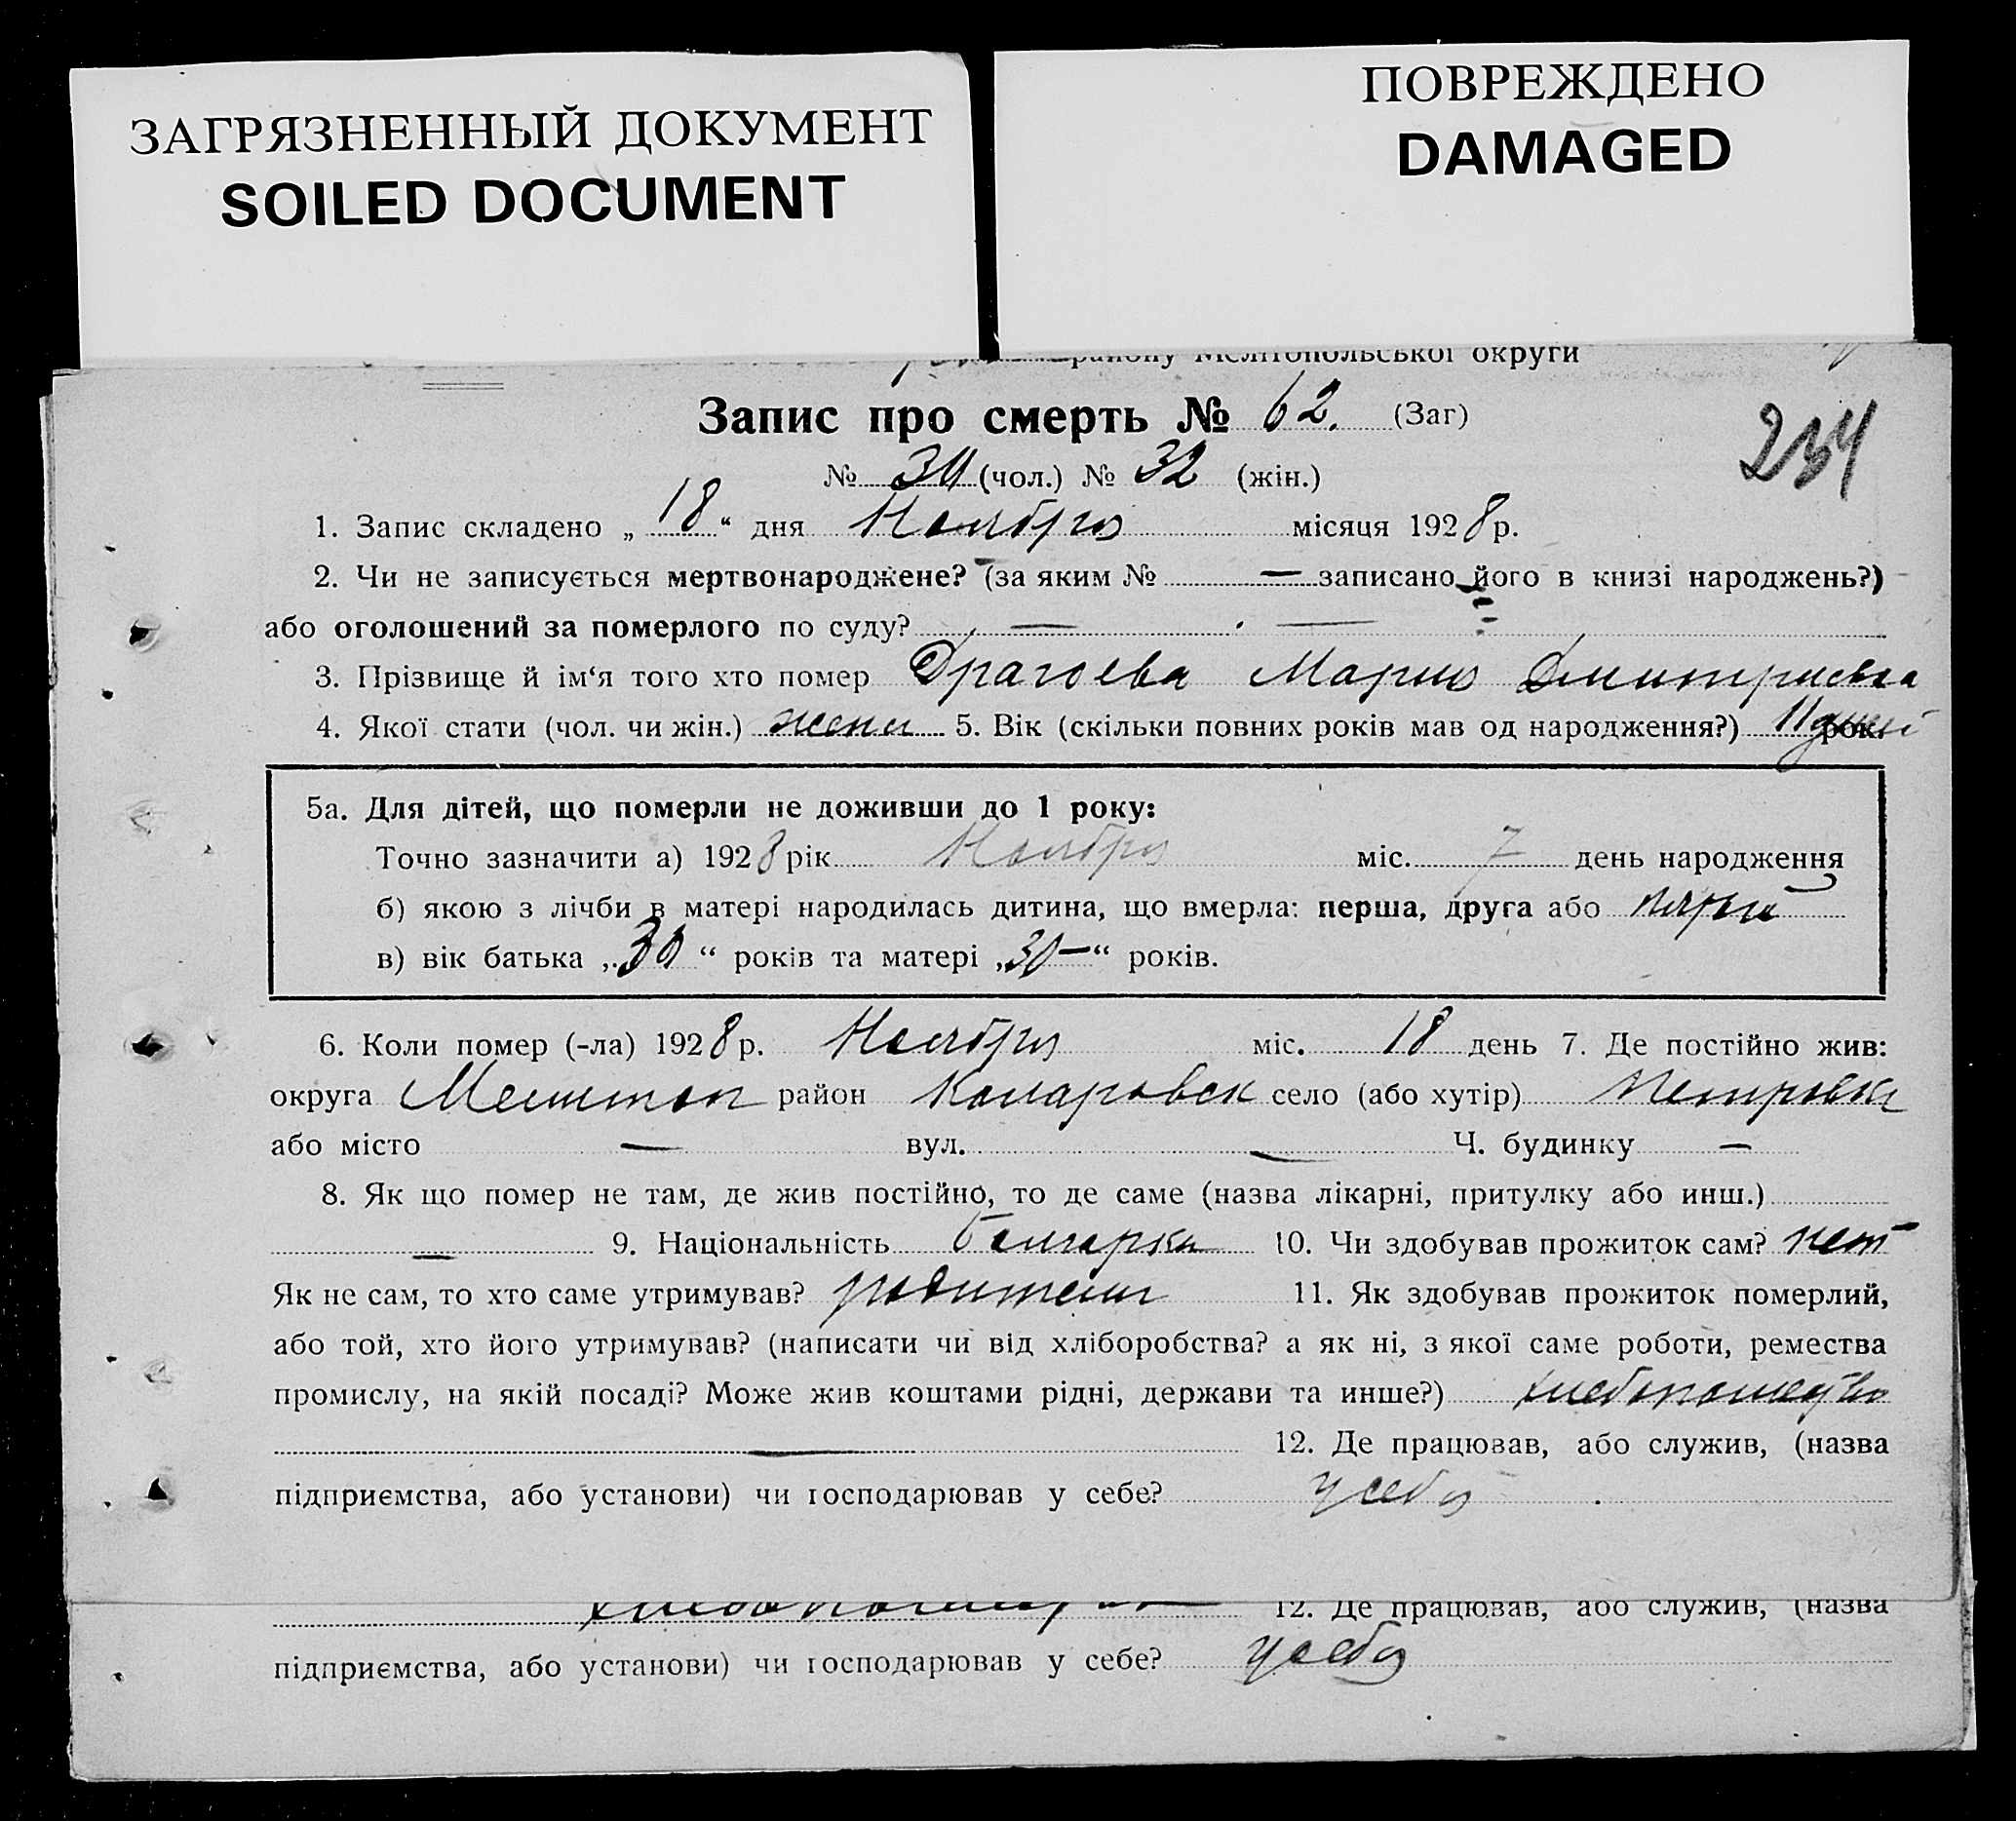 ЗАГРЯЗНЕННЫЙ ДОКУМЕНТ
SOILED DOCUMENT
ПОВРЕЖДЕНО
DAMAGED
району Мелітопольської округи
Запис про смерть № 62. (Заг)
234
№ 30 (чол.) № 32 (жін.)
1. Запис складено „ 18 “ дня Ноября місяця 1928 р.
2. Чи не записується мертвонароджене? (за яким № — записано його в книзі народжень?)
або оголошений за померлого по суду? — . —
3. Прізвище й ім‘я того хто помер Драгоева Мария Дмитриевна
4. Якої стати (чол. чи жін.) жен 5. Вік (скільки повних років мав од народження?) 11 дней рок.
5а. Для дітей, що померли не доживши до 1 року:
Точно зазначити а) 1928 рік Ноября міс. 7 день народження
б) якою з лічби в матері народилась дитина, що вмерла: перша, друга або
в) вік батька „ 30 “ років та матері „ 30 — “ років.
6. Коли помер (-ла) 1928 р. Ноября міс. 18 день 7. Де постійно жив:
округа Мелитоп район Коларовск село (або хутір) Петровка
або місто — вул. — Ч. будинку —
8. Як що помер не там, де жив постійно, то де саме (назва лікарні, притулку або инш.)
— 9. Національність болгарка 10. Чи здобував прожиток сам? нет
Як не сам, то хто саме утримував? родители 11. Як здобував прожиток померлий,
або той, хто його утримував? (написати чи від хліборобства? а як ні, з якої саме роботи, ремества
промислу, на якій посаді? Може жив коштами рідні, держави та инше?) хлебопашество
— 12. Де працював, або служив, (назва
підприємства, або установи) чи господарював у себе? у себя
12. Де працював, або служив, (назва
підприємства, або установи) чи господарював у себе? у себя